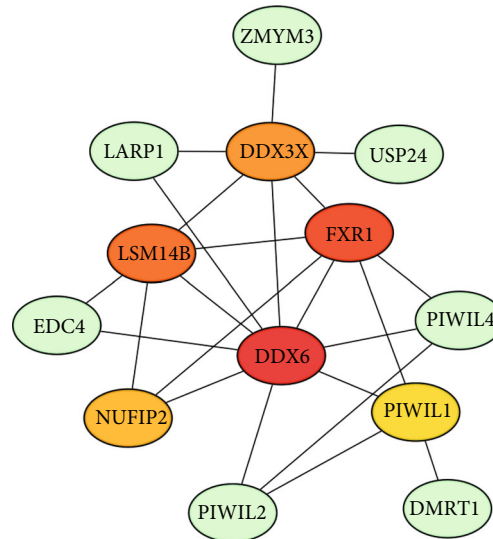 ZMYM3
LARP1
DDX3X
USP24
FXR1
LSM14B
EDC4
PIWIL4
DDX6
NUFIP2
PIWIL1
PIWIL2
DMRT1